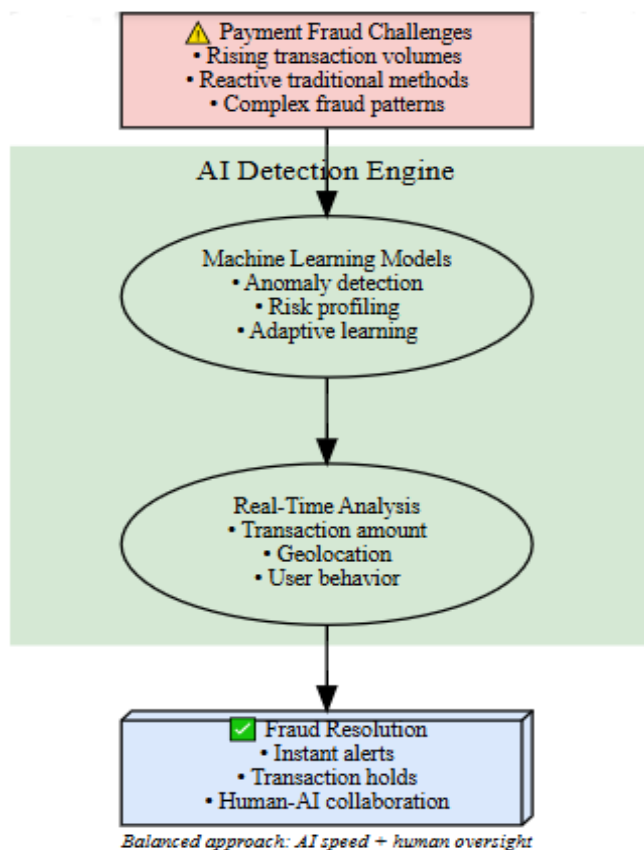 ⚠ Payment Fraud Challenges
• Rising transaction volumes
• Reactive traditional methods
• Complex fraud patterns
AI Detection Engine
Machine Learning Models
• Anomaly detection
• Risk profiling
• Adaptive learning
Real-Time Analysis
• Transaction amount
• Geolocation
• User behavior
✅ Fraud Resolution
• Instant alerts
• Transaction holds
• Human-AI collaboration
Balanced approach: AI speed + human oversight